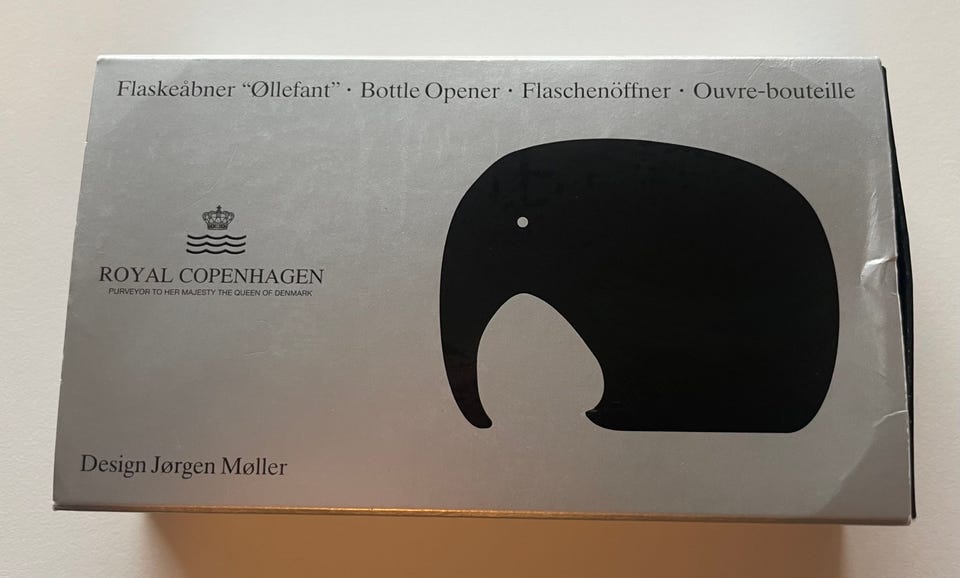 Flaskeåbner “Øllefant” · Bottle Opener · Flaschenöffner · Ouvre-bouteille
ROYAL COPENHAGEN
PURVEYOR TO HER MAJESTY THE QUEEN OF DENMARK
Design Jørgen Møller